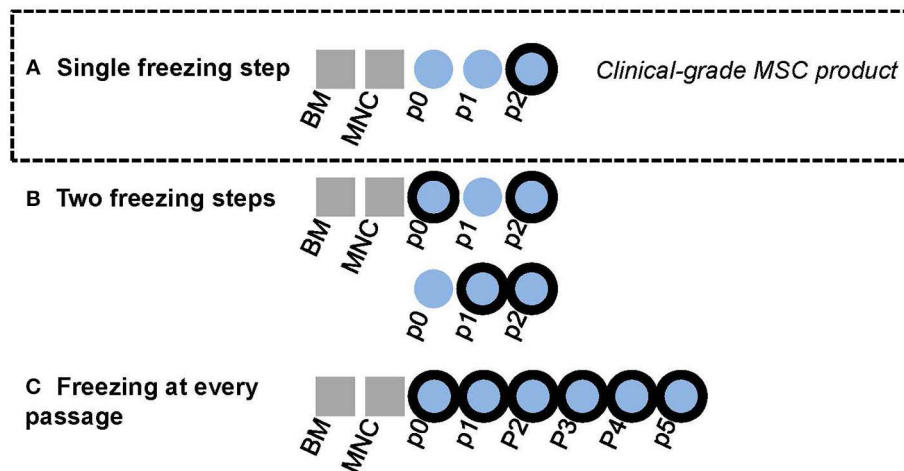 A Single freezing step
Clinical-grade MSC product
BM MNC p0 p1 p2
B Two freezing steps
BM MNC p0 p1 p2
p0 p1 p2
C Freezing at every
passage
BM MNC p0 p1 P2 P3 P4 p5